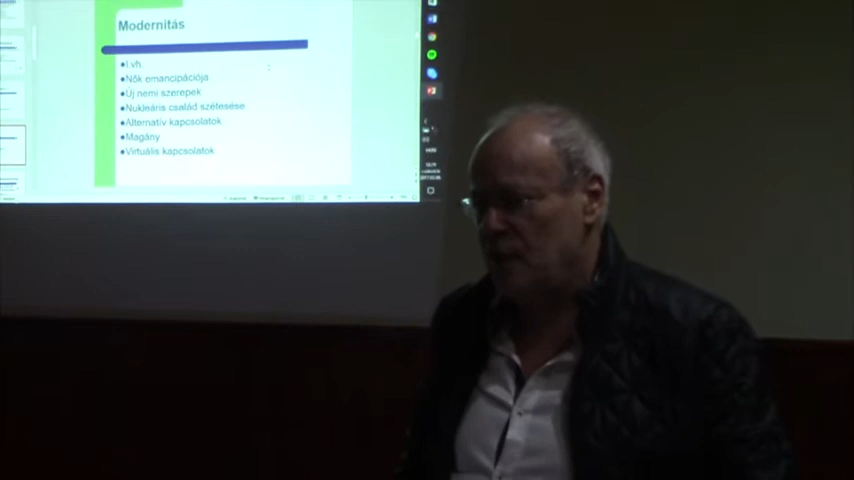 Modernitás
•I.vh.
•Nők emancipációja
•Új nemi szerepek
•Nukleáris család szétesése
•Alternatív kapcsolatok
•Magány
•Virtuális kapcsolatok